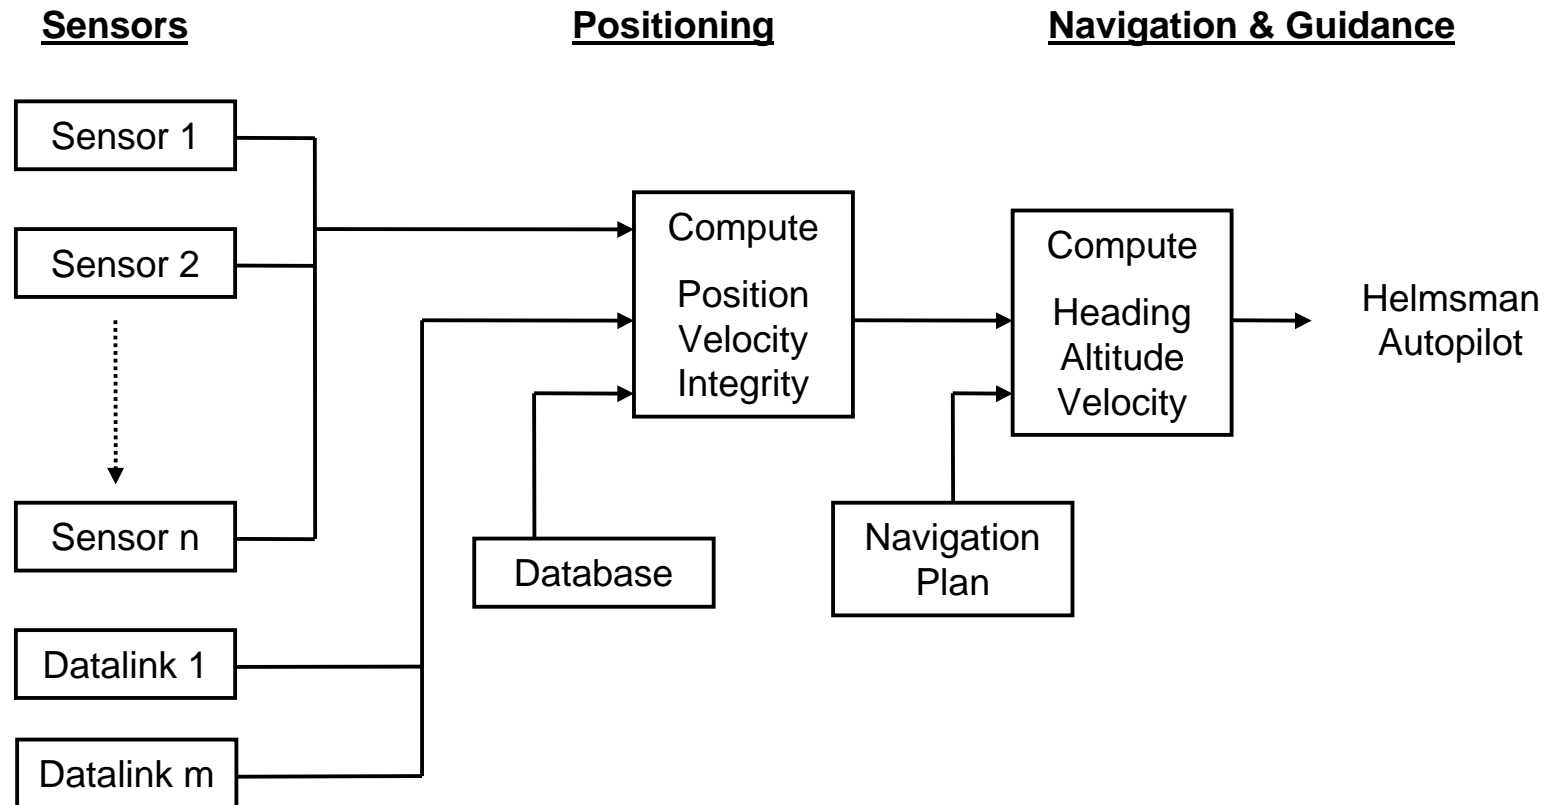 Sensors
Positioning
Navigation & Guidance
Sensor 1
Sensor 2
Sensor n
Datalink 1
Datalink m
Compute
Position
Velocity
Integrity
Database
Compute
Heading
Altitude
Velocity
Navigation
Plan
Helmsman
Autopilot